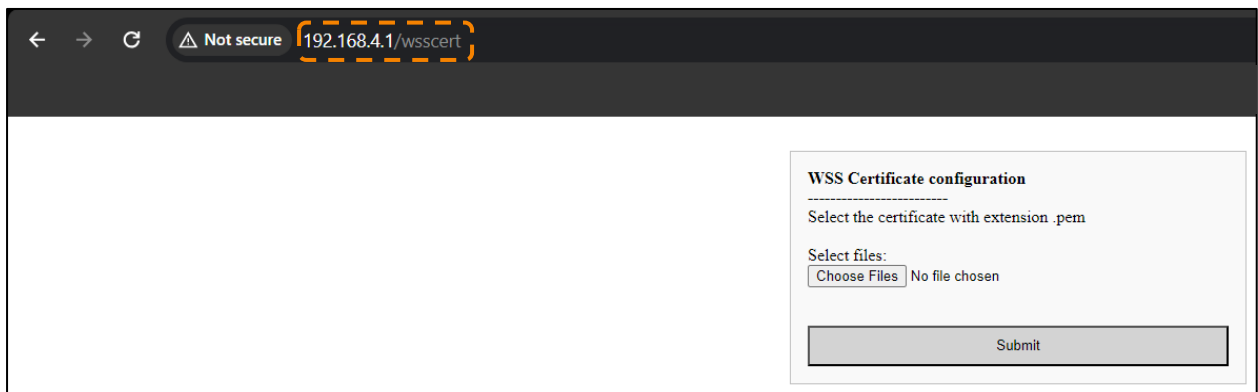 Not secure 192.168.4.1/wsscert
WSS Certificate configuration
-------------------------
Select the certificate with extension .pem
Select files:
Choose Files No file chosen
Submit